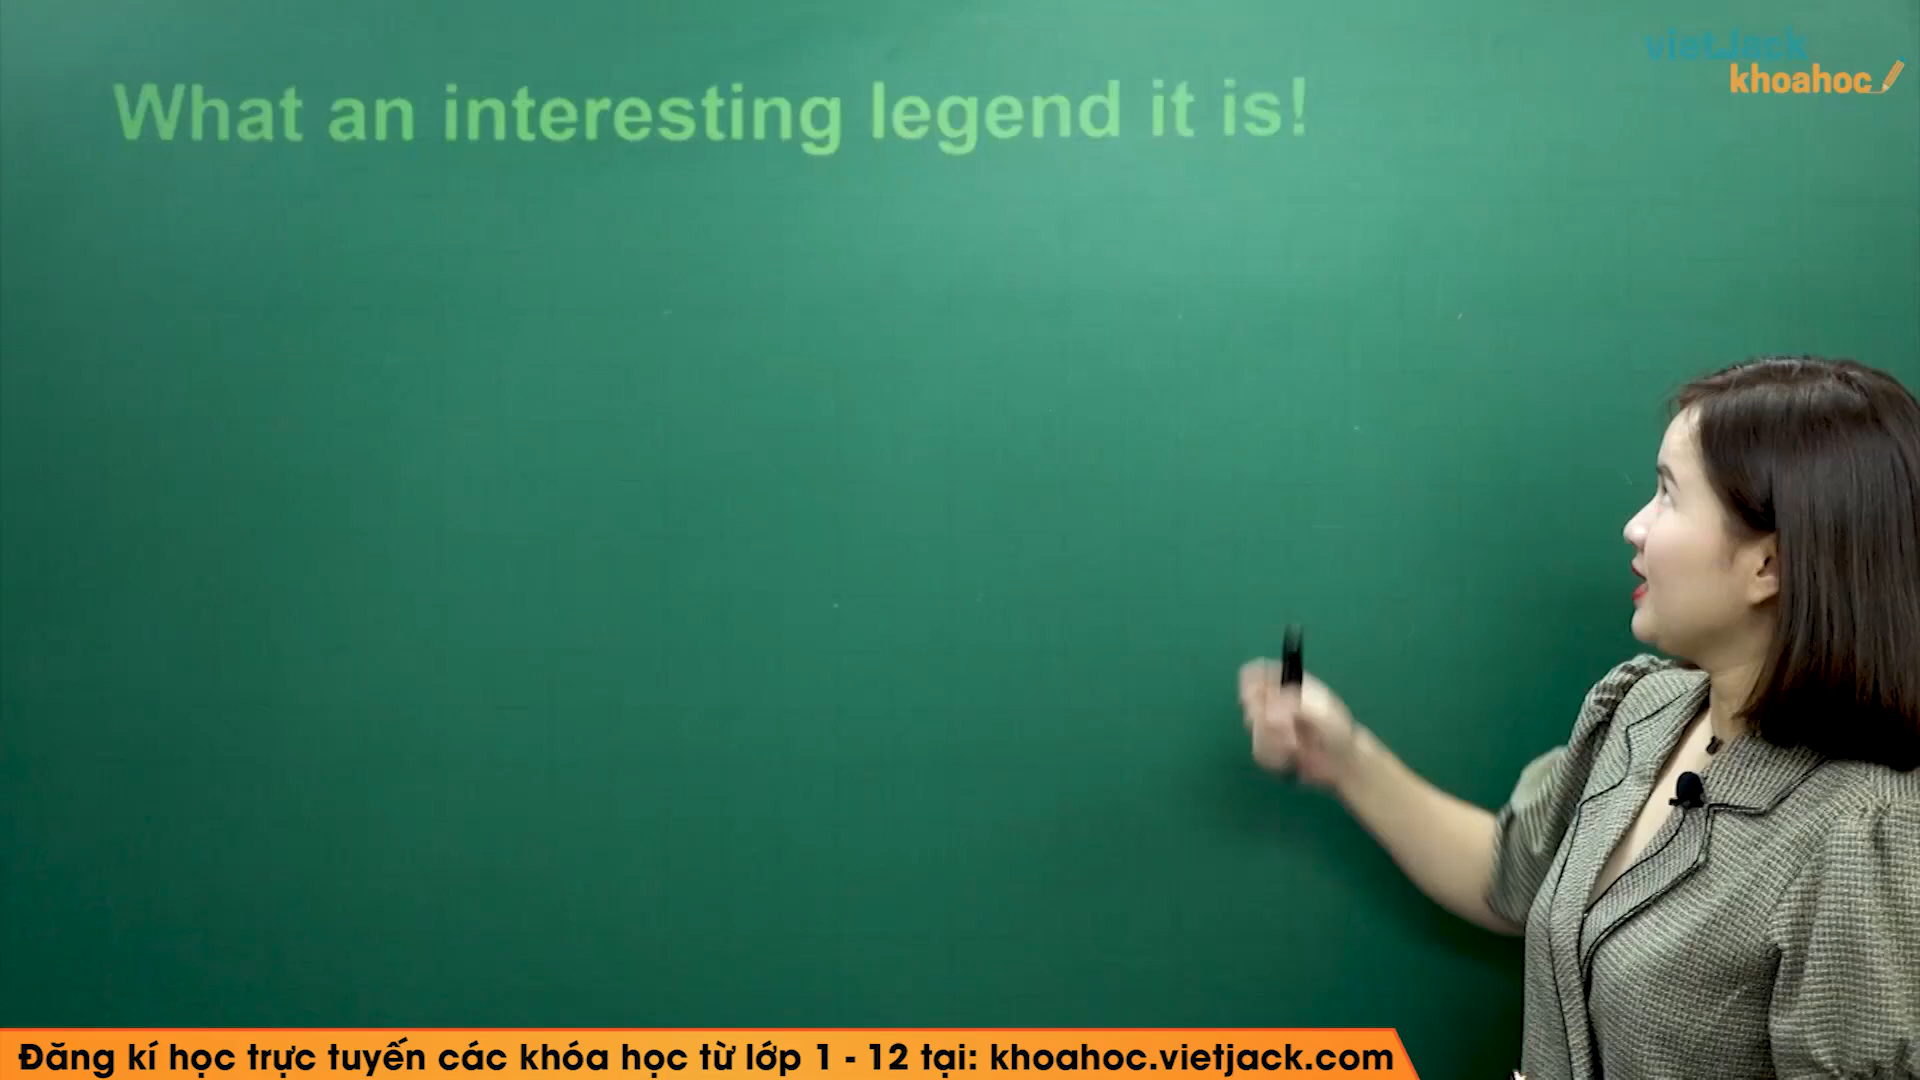 vietJack
khoahoc
What an interesting legend it is!
Đăng kí học trực tuyến các khóa học từ lớp 1 - 12 tại: khoahoc.vietjack.com